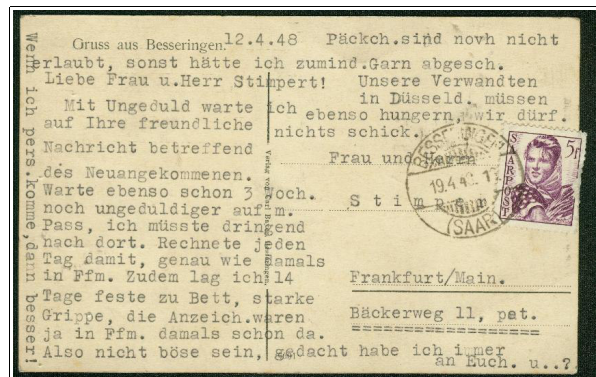 Gruss aus Besseringen. 12.4.48 Päckch.sind novh nicht
erlaubt, sonst hätte ich zumind.Garn abgesch.
Liebe Frau u.Herr Stimpert! Unsere Verwandten
in Düsseld. müssen
Mit Ungeduld warte ich ebenso hungern, wir dürf.
auf Ihre freundliche nichts schick.
Nachricht betreffend
des Neuangekommenen.
Warte ebenso schon 3 Woch.
noch ungeduldiger auf m.
Pass, ich müsste dringend
nach dort. Rechnete jeden
Tag damit, genau wie damals
in Ffm. Zudem lag ich 14
Tage feste zu Bett, starke
Grippe, die Anzeich.waren
ja in Ffm. damals schon da.
Also nicht böse sein, gedacht habe ich immer
an Euch. u..?
Wenn ich pers.komme,dann besser!
Frau und Herrn
Frankfurt/Main.
Bäckerweg 11, pat.
BESSERINGEN
19.4.48
(SAAR)
SAARPOST
5f